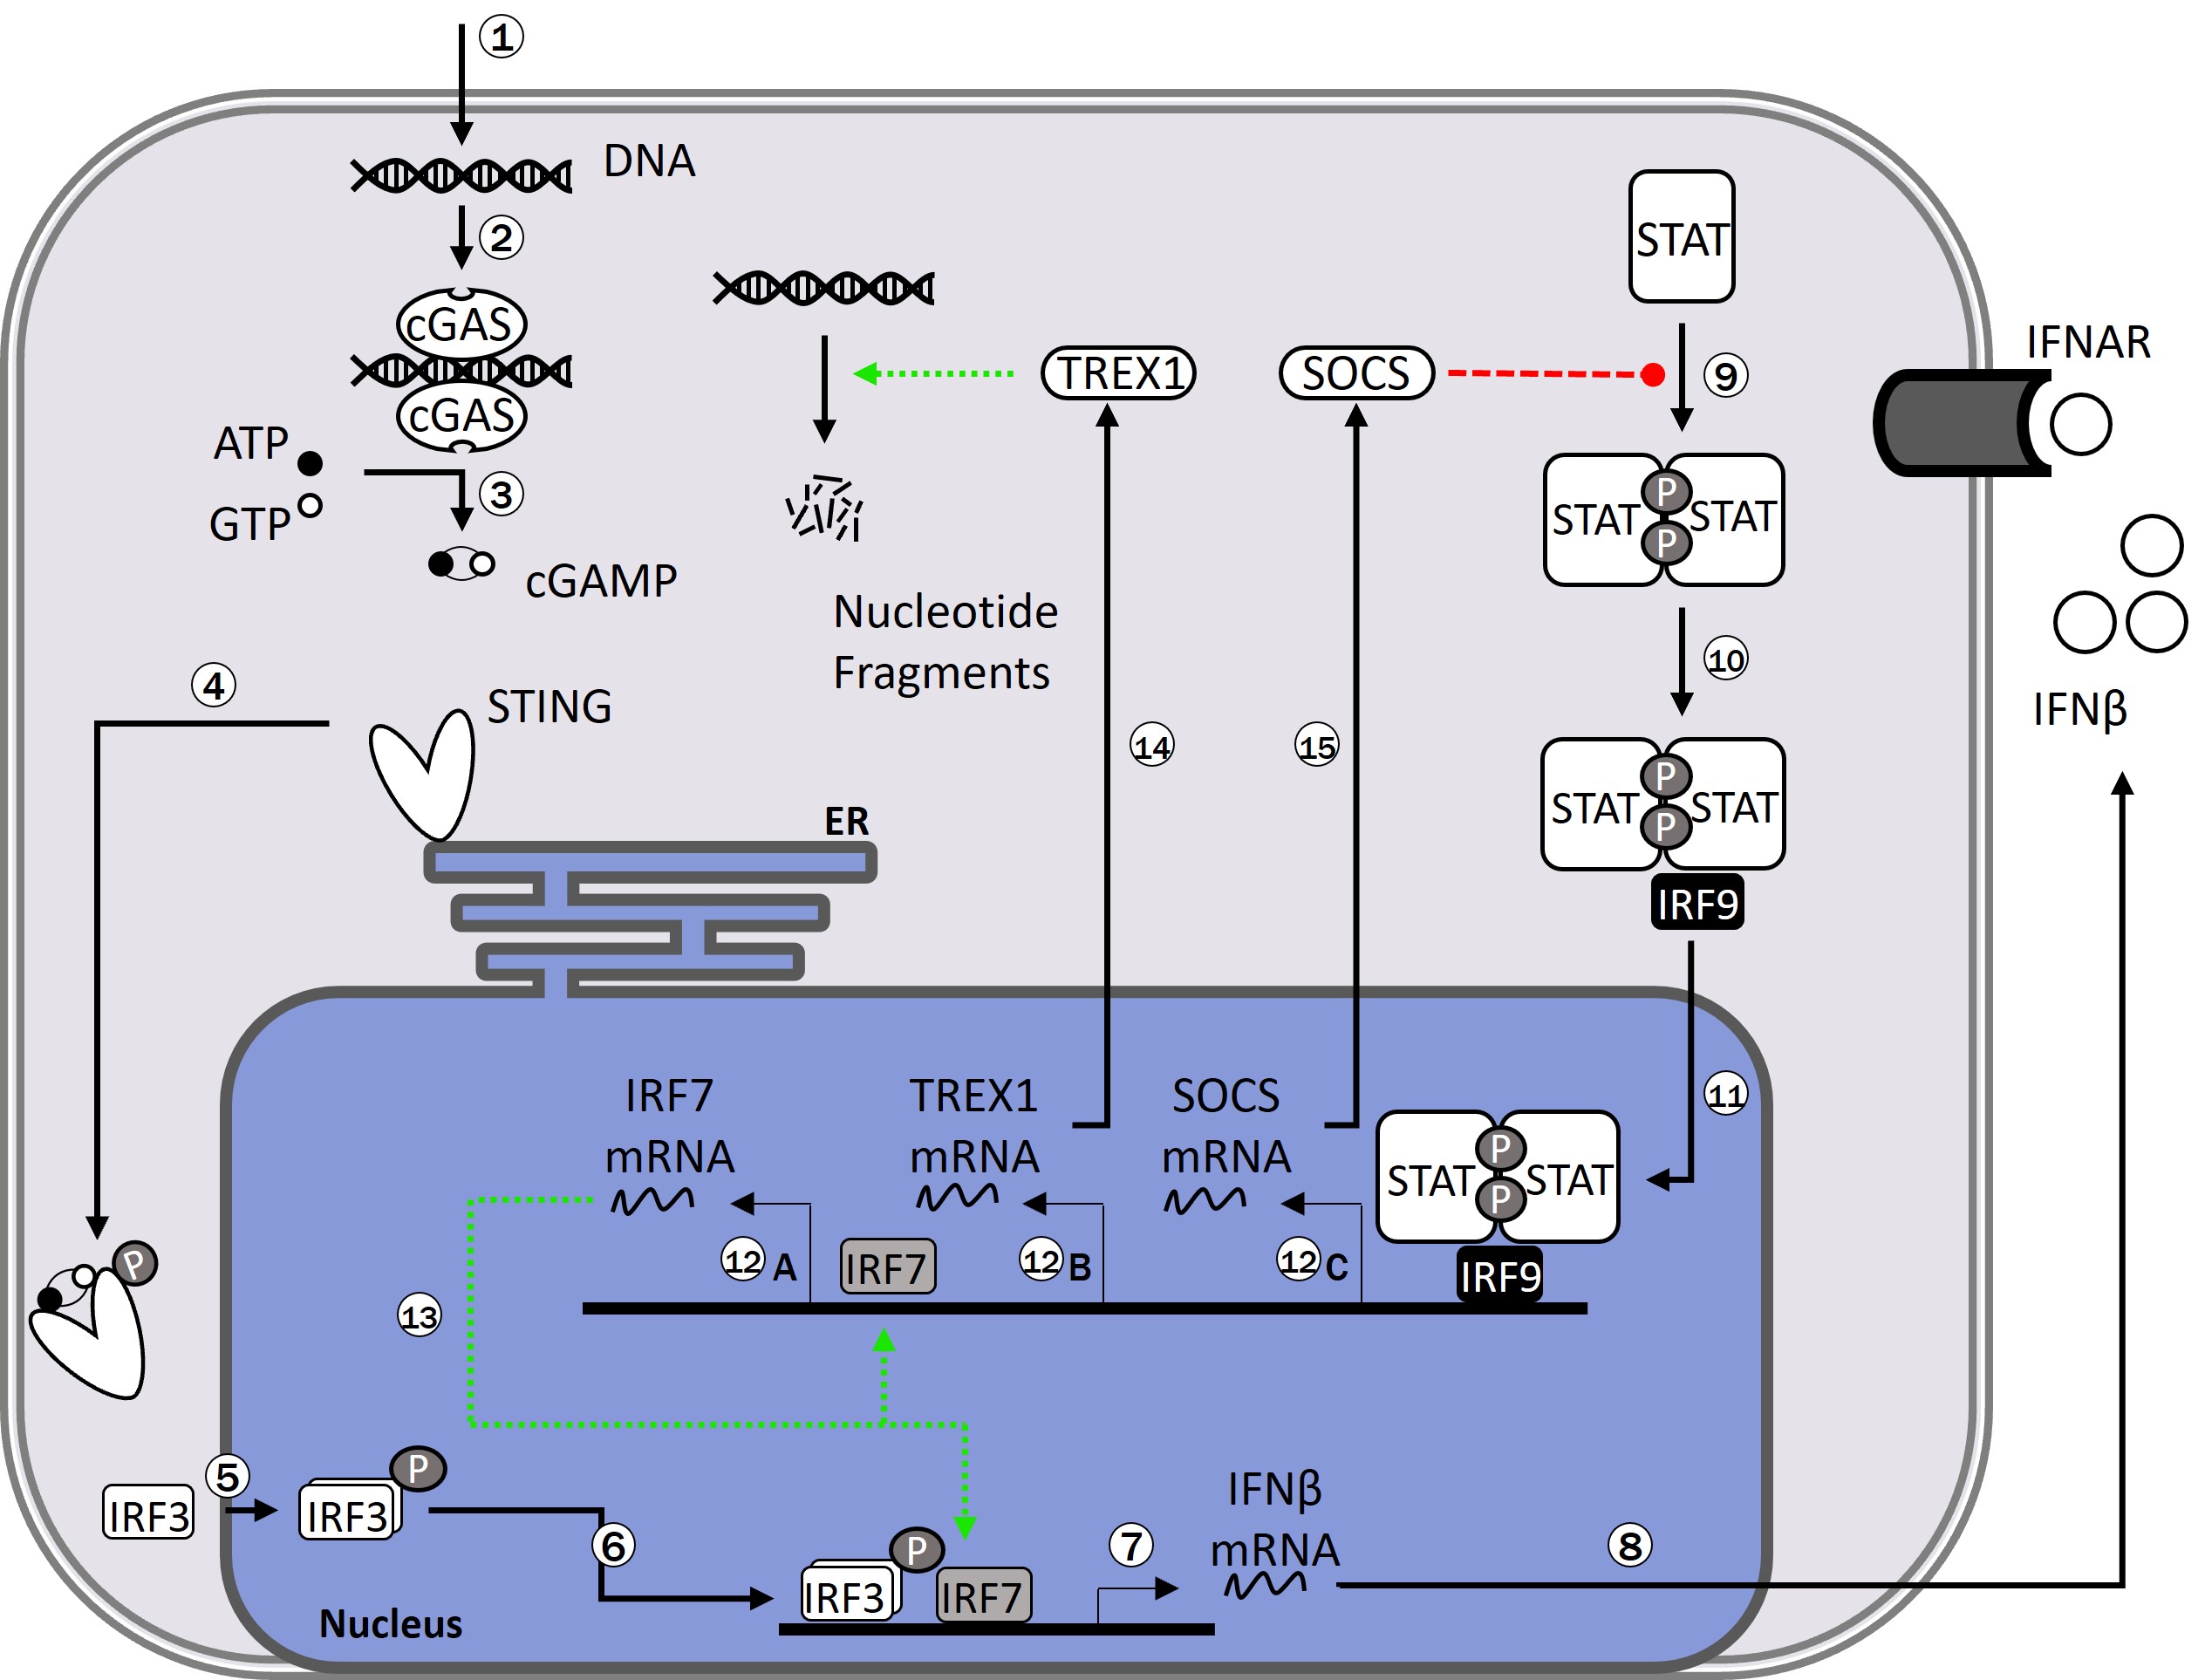 1
DNA
2
cGAS
cGAS
ATP
GTP
3
cGAMP
4
STING
ER
Nucleotide
Fragments
TREX1
SOCS
14
15
STAT
9
STAT
P
P
STAT
10
STAT
P
P
STAT
IRF9
11
IFNAR
IFNβ
IRF7
mRNA
TREX1
mRNA
SOCS
mRNA
STAT
P
P
STAT
IRF9
12 A
IRF7
12 B
12 C
13
P
5
IRF3
IRF3
P
6
IRF3
P
IRF7
7
IFNβ
mRNA
8
Nucleus